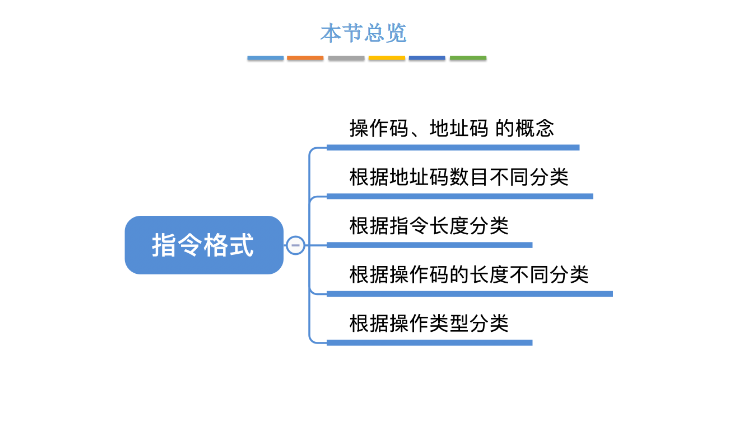 本节总览
操作码、地址码 的概念
根据地址码数目不同分类
指令格式
根据指令长度分类
根据操作码的长度不同分类
根据操作类型分类